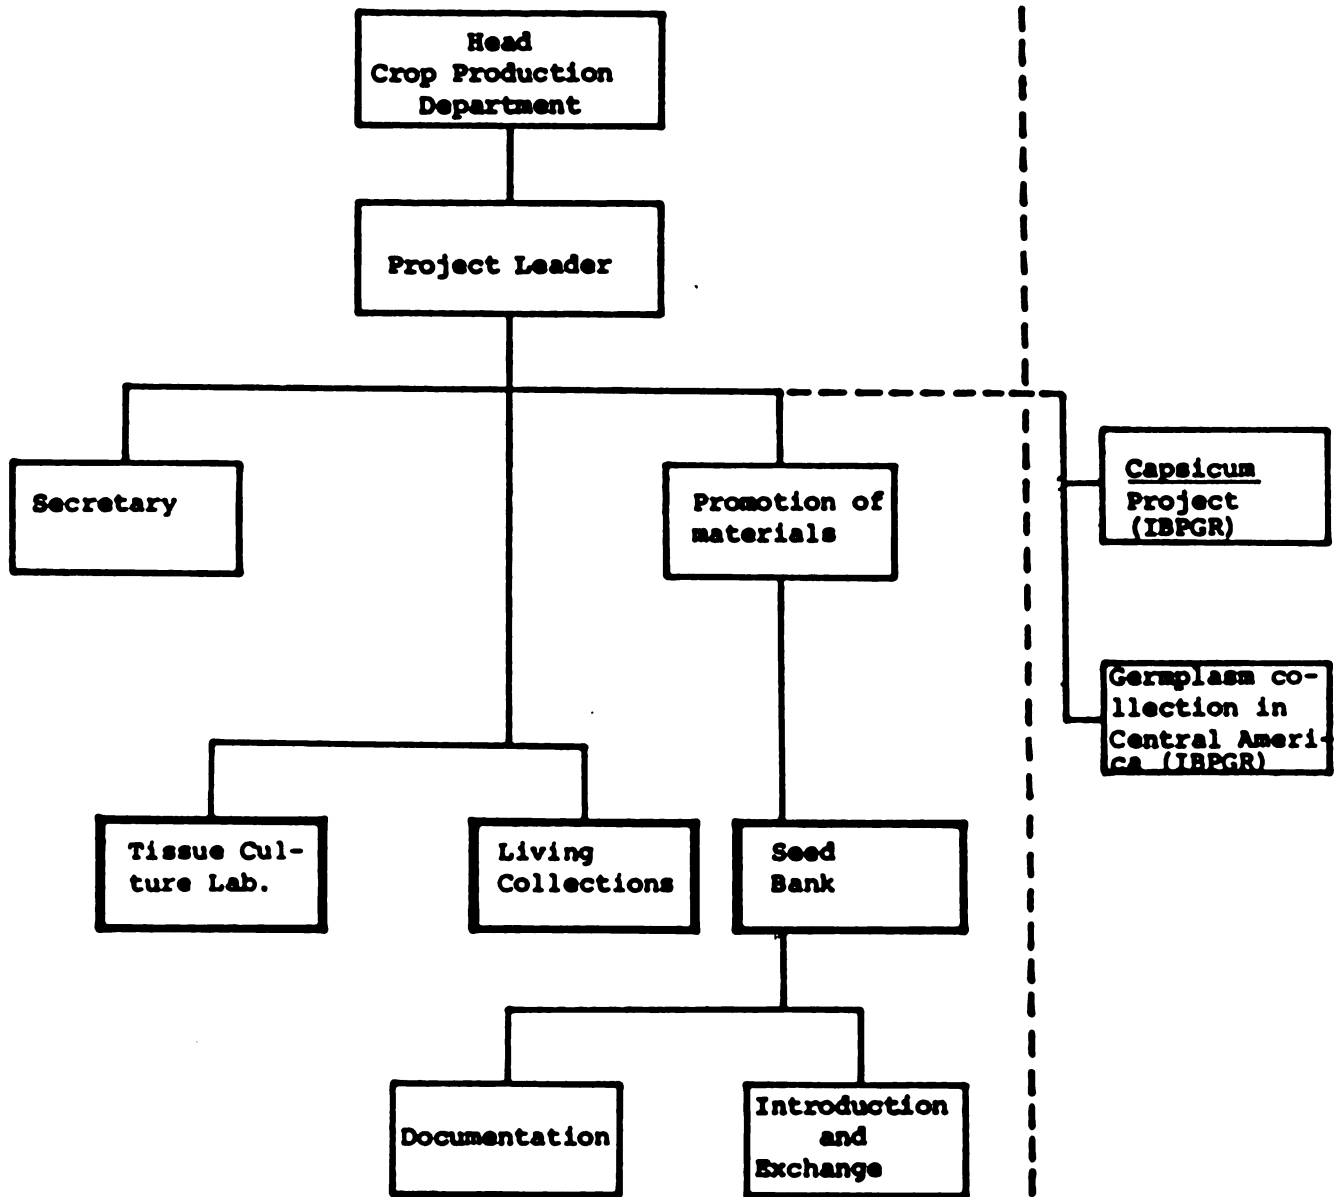 Head
Crop Production
Department
Project Leader
Secretary
Promotion of
materials
Capsicum
Project
(IBPGR)
Germplasm co-
llection in
Central Ameri-
ca (IBPGR)
Tissue Cul-
ture Lab.
Living
Collections
Seed
Bank
Documentation
Introduction
and
Exchange